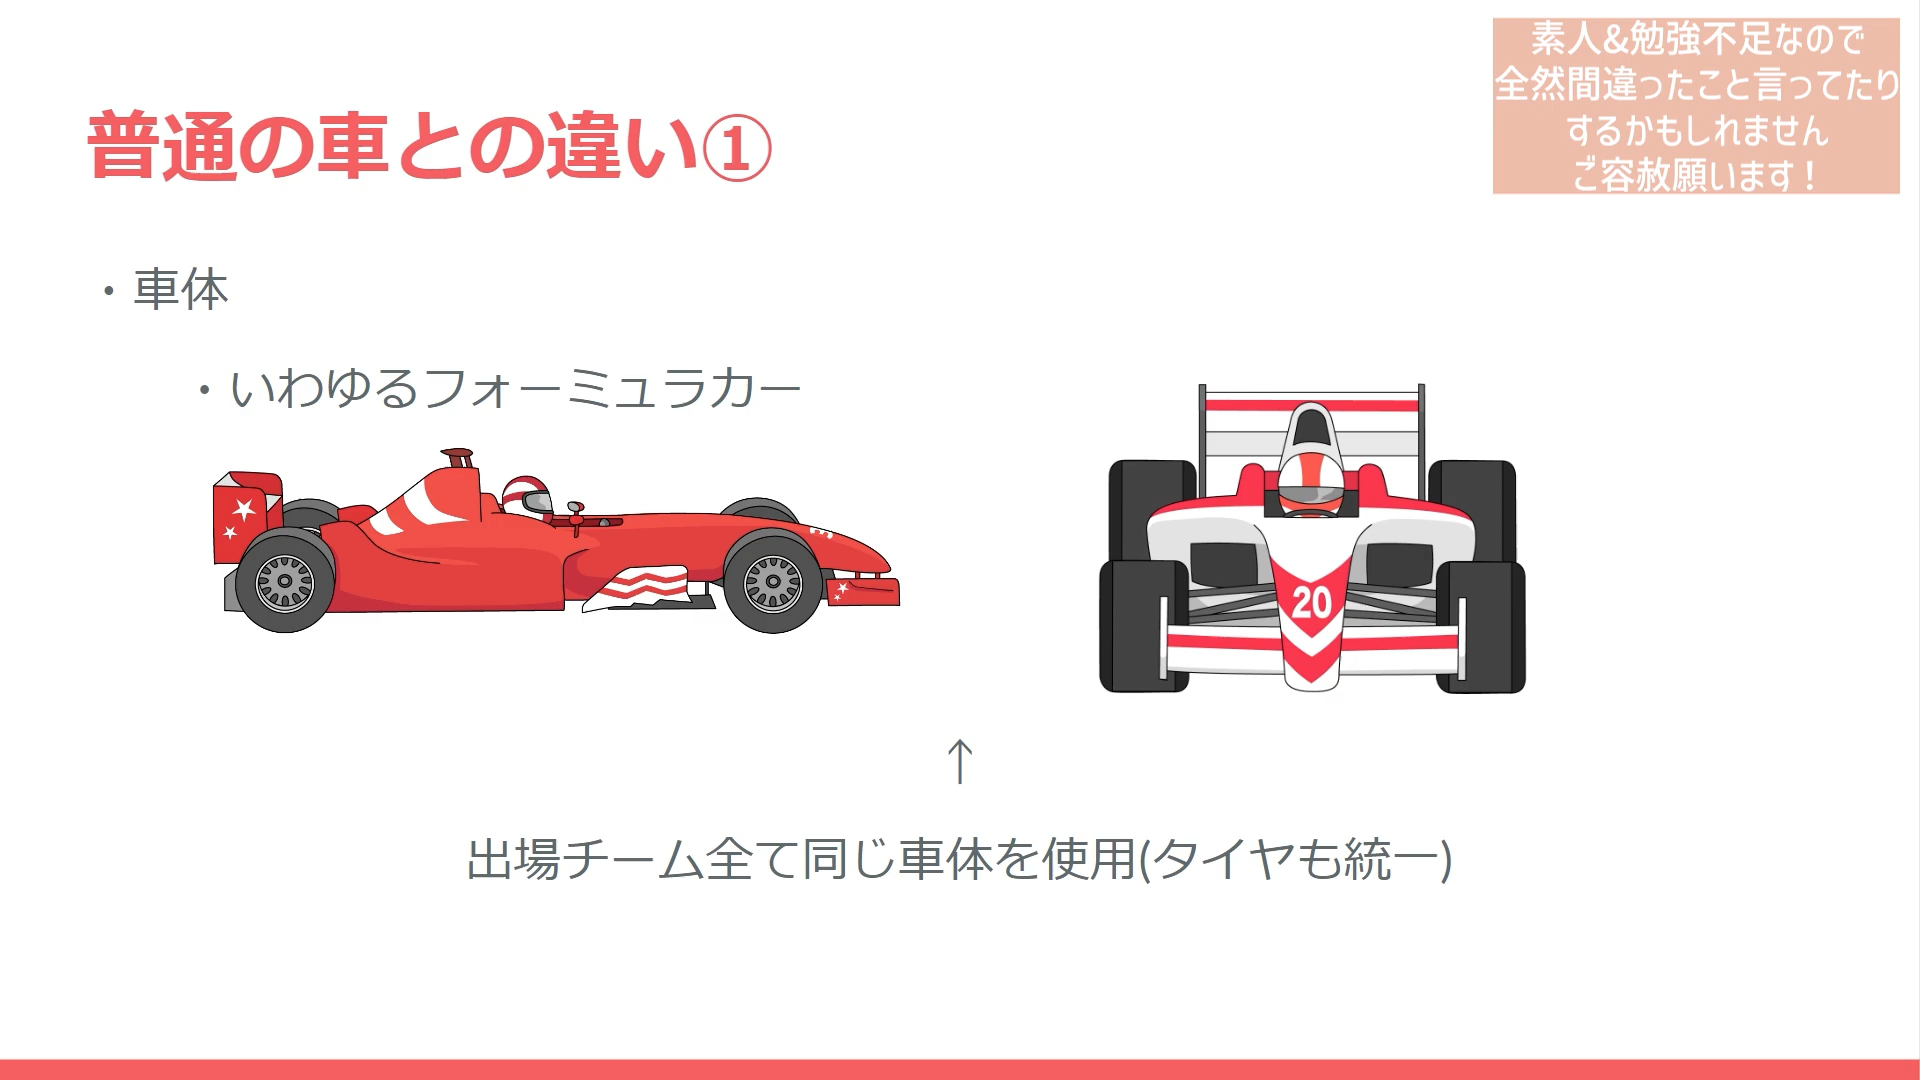 素人&勉強不足なので
全然間違ったこと言ってたり
するかもしれません
ご容赦願います！
普通の車との違い①
・車体
・いわゆるフォーミュラカー
20
↑
出場チーム全て同じ車体を使用(タイヤも統一)